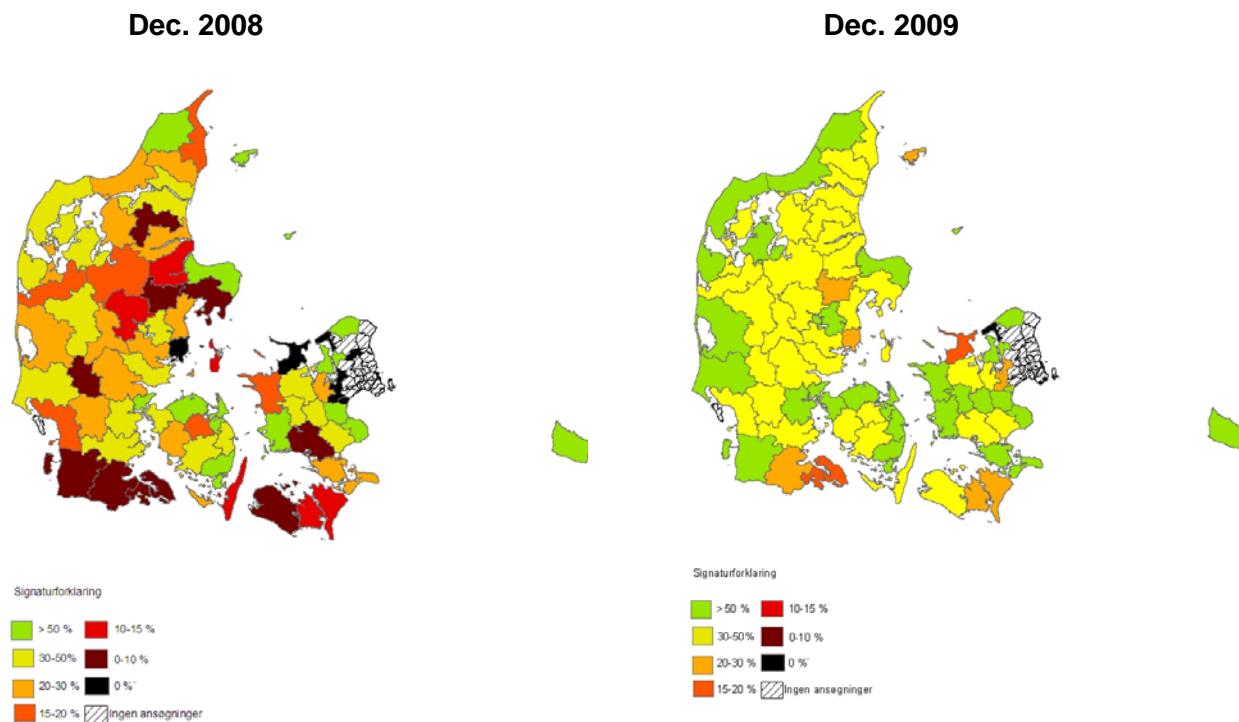 Dec. 2008
Dec. 2009
Signaturforklaring
> 50 % 10-15 %
30-50% 0-10 %
20-30 % 0 %¨
15-20 % Ingen ansøgninger
Signaturforklaring
> 50 % 10-15 %
30-50% 0-10 %
20-30 % 0 %¨
15-20 % Ingen ansøgninger